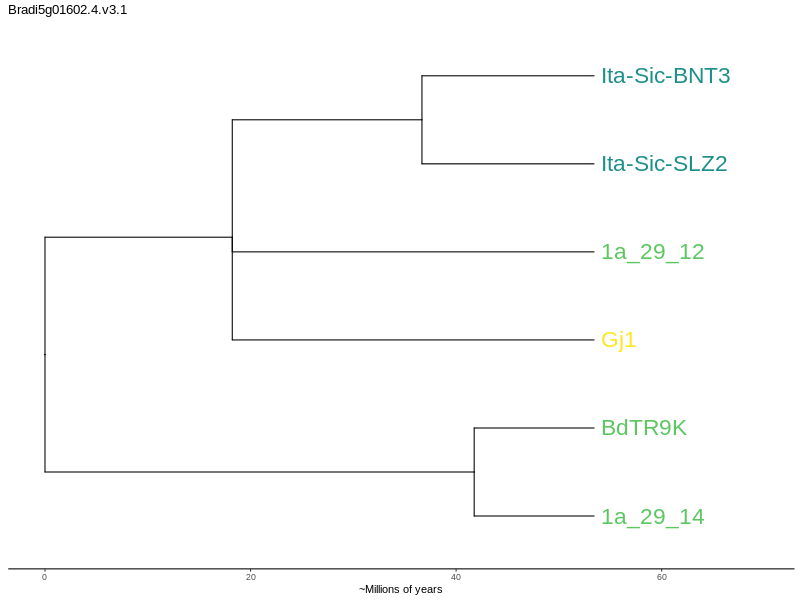 Bradi5g01602.4.v3.1
Ita-Sic-BNT3
Ita-Sic-SLZ2
1a_29_12
Gj1
BdTR9K
1a_29_14
0 20 40 60
~Millions of years